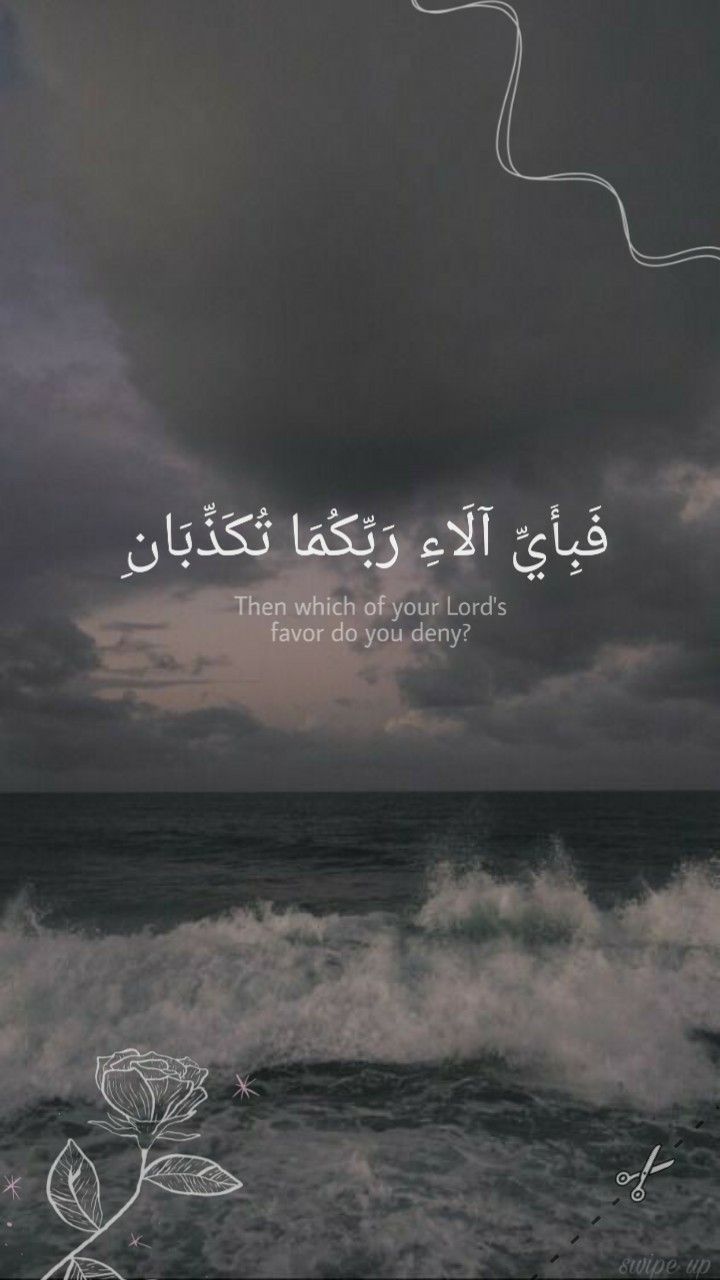 فَبِأَيِّ آلَاءِ رَبِّكُمَا تُكَذِّبَانِ
Then which of your Lord's
favor do you deny?
swipe up